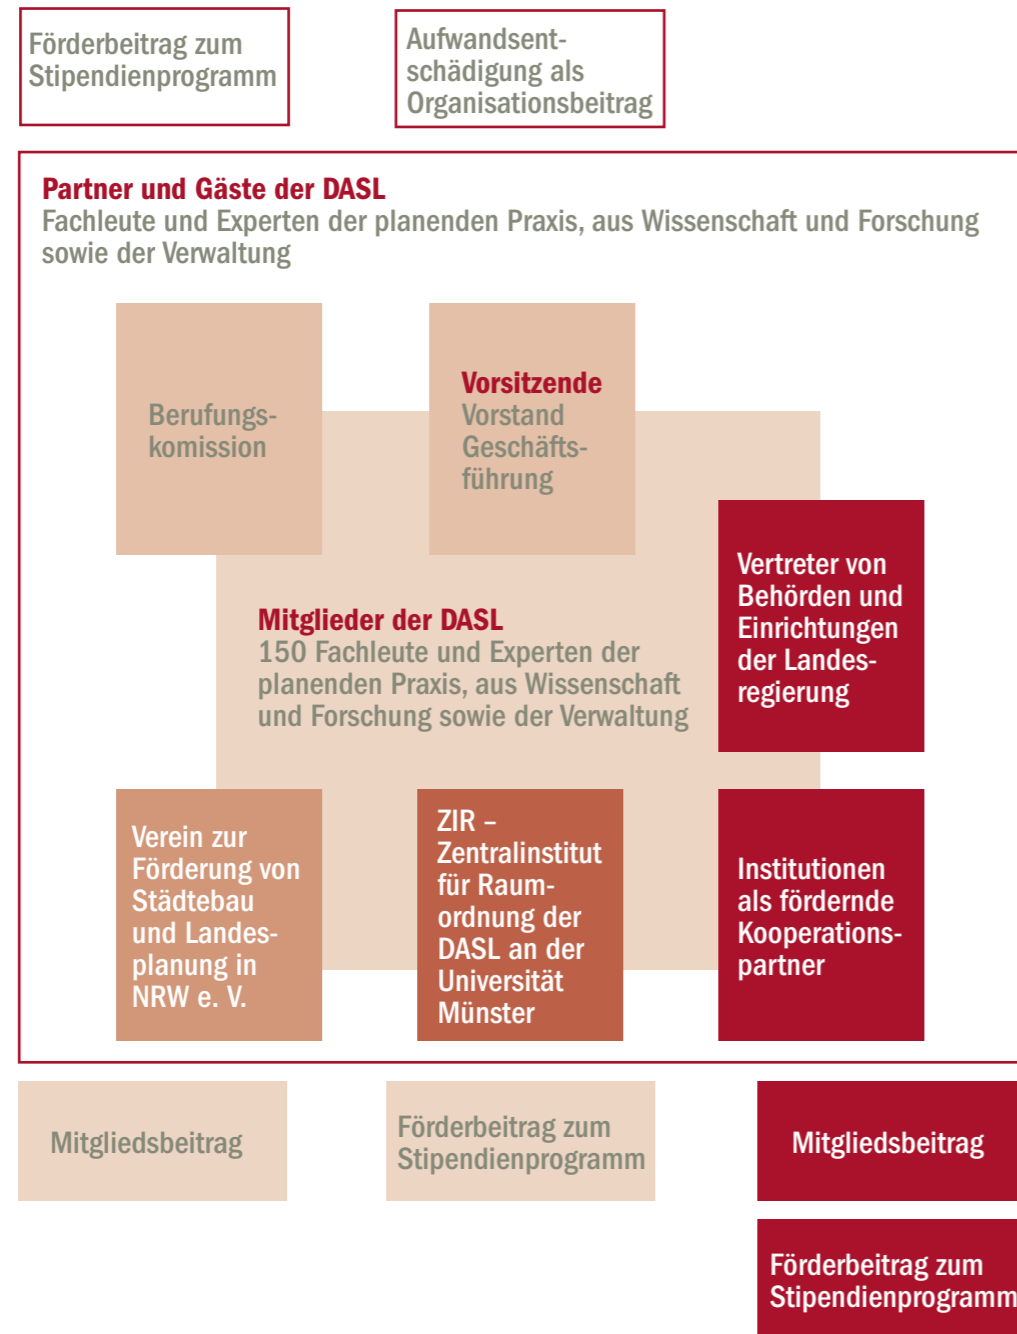 Förderbeitrag zum
Stipendienprogramm
Aufwandsent-
schädigung als
Organisationsbeitrag
Partner und Gäste der DASL
Fachleute und Experten der planenden Praxis, aus Wissenschaft und Forschung
sowie der Verwaltung
Berufungs-
komission
Vorsitzende
Vorstand
Geschäfts-
führung
Vertreter von
Behörden und
Einrichtungen
der Landes-
regierung
Mitglieder der DASL
150 Fachleute und Experten der
planenden Praxis, aus Wissenschaft
und Forschung sowie der Verwaltung
Verein zur
Förderung von
Städtebau
und Landes-
planung in
NRW e. V.
ZIR –
Zentralinstitut
für Raum-
ordnung der
DASL an der
Universität
Münster
Institutionen
als fördernde
Kooperations-
partner
Mitgliedsbeitrag
Förderbeitrag zum
Stipendienprogramm
Mitgliedsbeitrag
Förderbeitrag zum
Stipendienprogramm